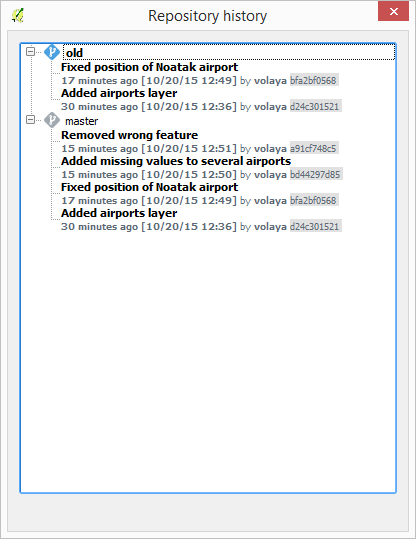 Repository history
old
Fixed position of Noatak airport
17 minutes ago [10/20/15 12:49] by volaya bfa2bf0568
Added airports layer
30 minutes ago [10/20/15 12:36] by volaya d24c301521
master
Removed wrong feature
15 minutes ago [10/20/15 12:51] by volaya a91cf748c5
Added missing values to several airports
15 minutes ago [10/20/15 12:50] by volaya bd44297d85
Fixed position of Noatak airport
17 minutes ago [10/20/15 12:49] by volaya bfa2bf0568
Added airports layer
30 minutes ago [10/20/15 12:36] by volaya d24c301521